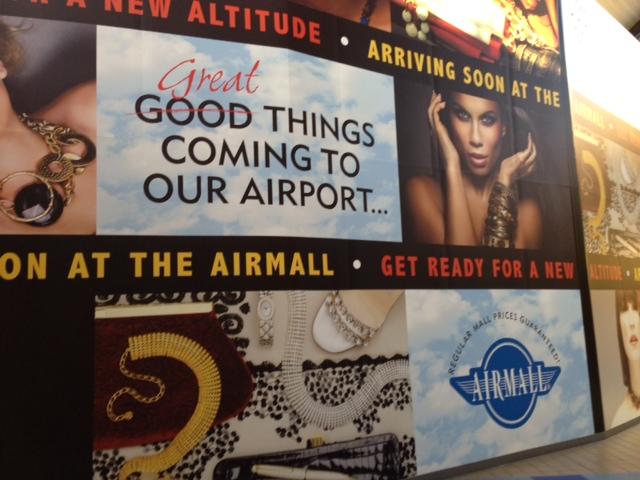 A NEW ALTITUDE • ARRIVING SOON AT THE
Great
GOOD THINGS
COMING TO
OUR AIRPORT...
ON AT THE AIRMALL • GET READY FOR A NEW ALTITUDE •
REGULAR MALL PRICES GUARANTEED!
AIRMALL